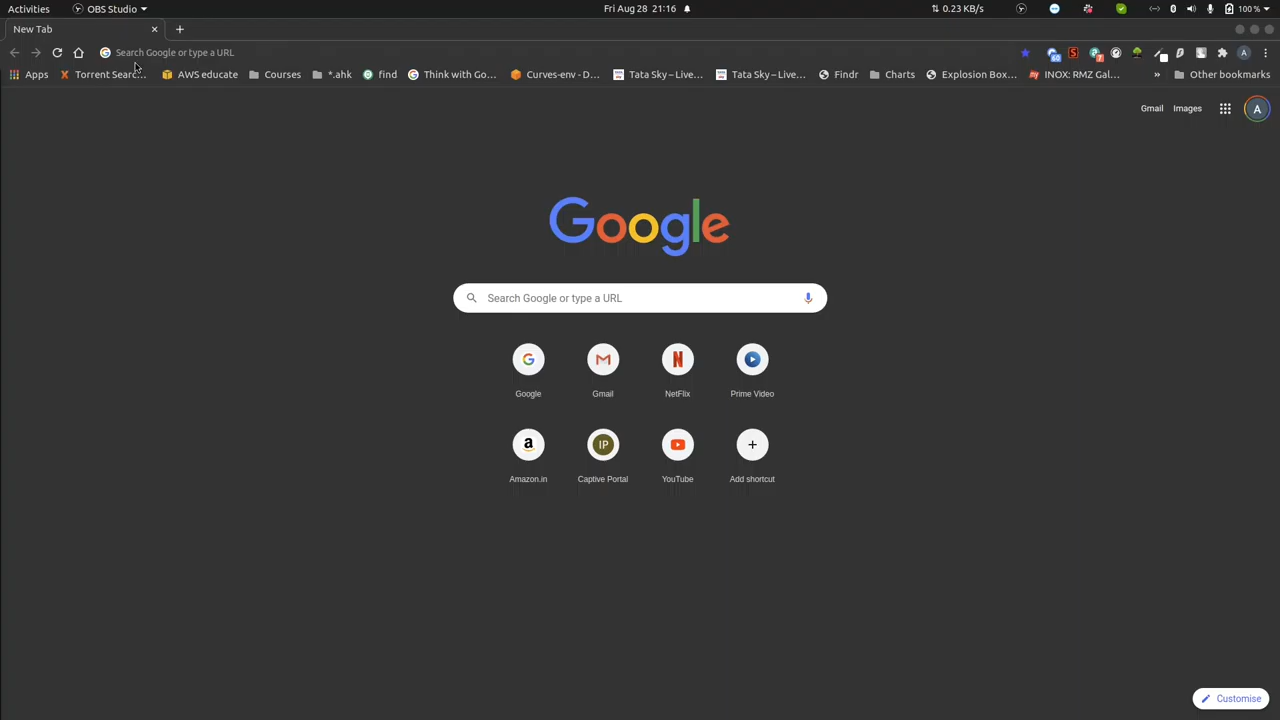 Activities OBS Studio Fri Aug 28 21:16 0.23 KB/s 100 %
New Tab
Search Google or type a URL 60 7 A
Apps Torrent Searc... AWS educate Courses *.ahk find Think with Go... Curves-env - D... Tata Sky – Live... Tata Sky – Live... Findr Charts Explosion Box... INOX: RMZ Gal... » Other bookmarks
Gmail Images A
Google
Search Google or type a URL
Google Gmail NetFlix Prime Video
a IP
Amazon.in Captive Portal YouTube Add shortcut
Customise